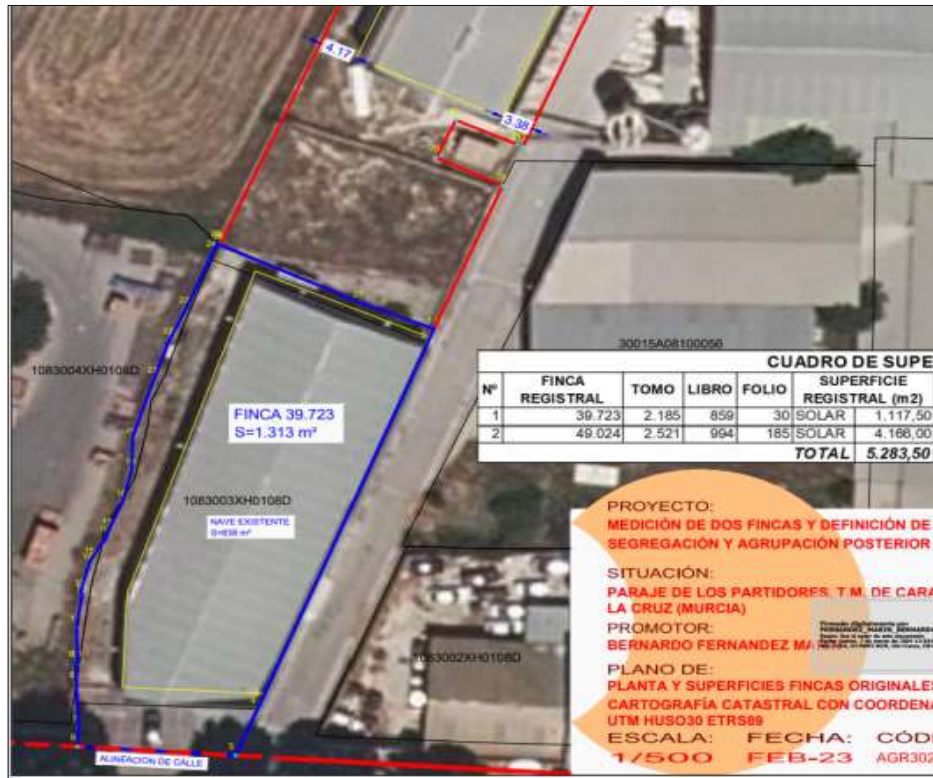 4.17
3.38
30015A08100056
1083004XH0108D
FINCA 39.723
S=1.313 m²
1083003XH0108D
NAVE EXISTENTE
1083002XH0108D
ALINEACION DE CALLE
CUADRO DE SUPE
Nº FINCA REGISTRAL TOMO LIBRO FOLIO SUPERFICIE REGISTRAL (m2)
1 39.723 2.185 859 30 SOLAR 1.117,50
2 49.024 2.521 994 185 SOLAR 4.166,00
TOTAL 5.283,50
PROYECTO:
MEDICIÓN DE DOS FINCAS Y DEFINICIÓN DE
SEGREGACIÓN Y AGRUPACIÓN POSTERIOR
SITUACIÓN:
PARAJE DE LOS PARTIDORES, T.M. DE CARA
LA CRUZ (MURCIA)
PROMOTOR:
BERNARDO FERNANDEZ MA
PLANO DE:
PLANTA Y SUPERFICIES FINCAS ORIGINALES
CARTOGRAFÍA CATASTRAL CON COORDENA
UTM HUSO30 ETRS89
ESCALA: FECHA: CÓDI
1/500 FEB-23 AGR302